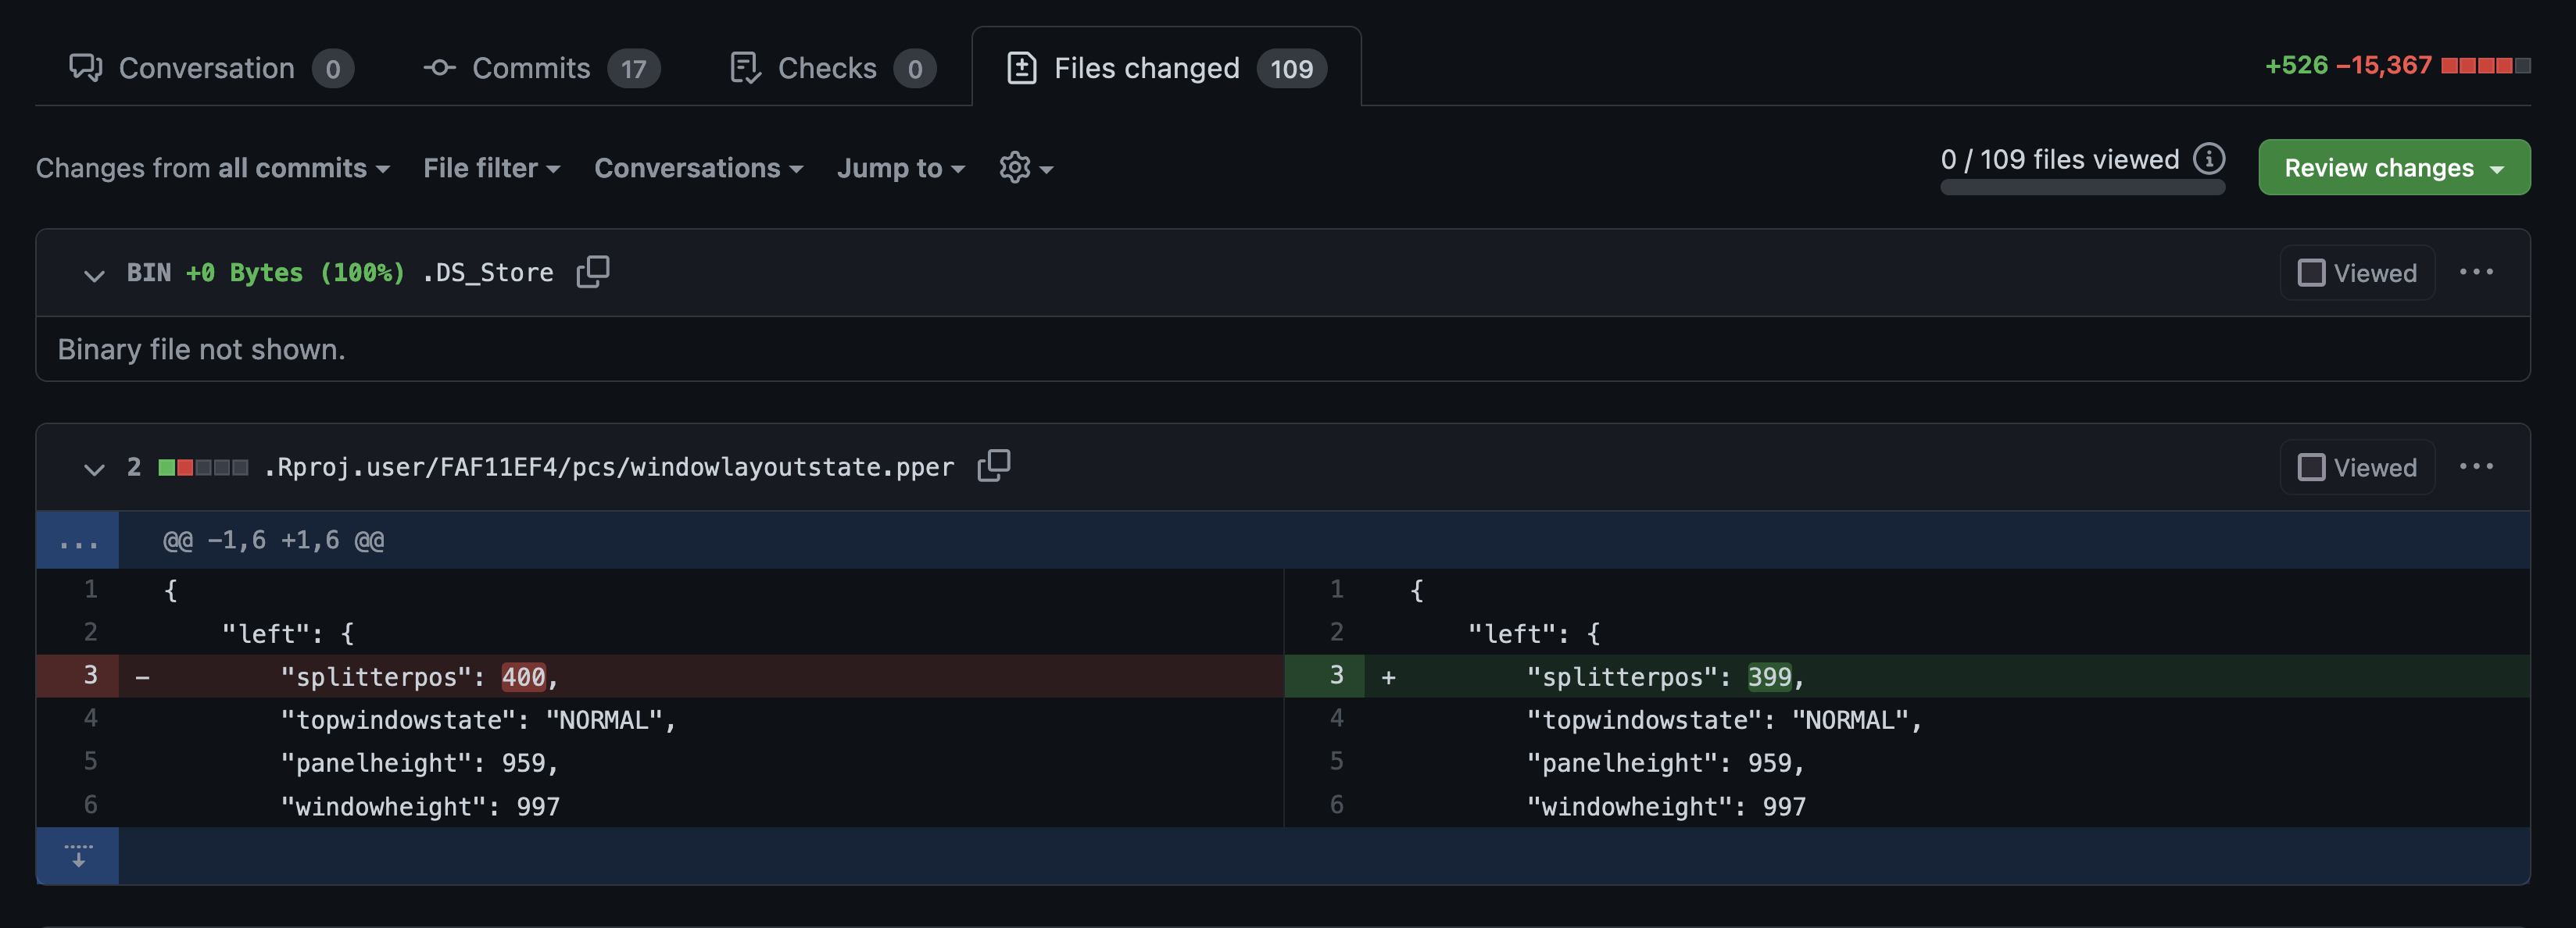 Conversation 0 Commits 17 Checks 0 Files changed 109 +526 −15,367
Changes from all commits File filter Conversations Jump to 0 / 109 files viewed Review changes
BIN +0 Bytes (100%) .DS_Store Viewed
Binary file not shown.
2 .Rproj.user/FAF11EF4/pcs/windowlayoutstate.pper Viewed
... @@ −1,6 +1,6 @@
1 { 1 {
2 "left": { 2 "left": {
3 − "splitterpos": 400, 3 + "splitterpos": 399,
4 "topwindowstate": "NORMAL", 4 "topwindowstate": "NORMAL",
5 "panelheight": 959, 5 "panelheight": 959,
6 "windowheight": 997 6 "windowheight": 997